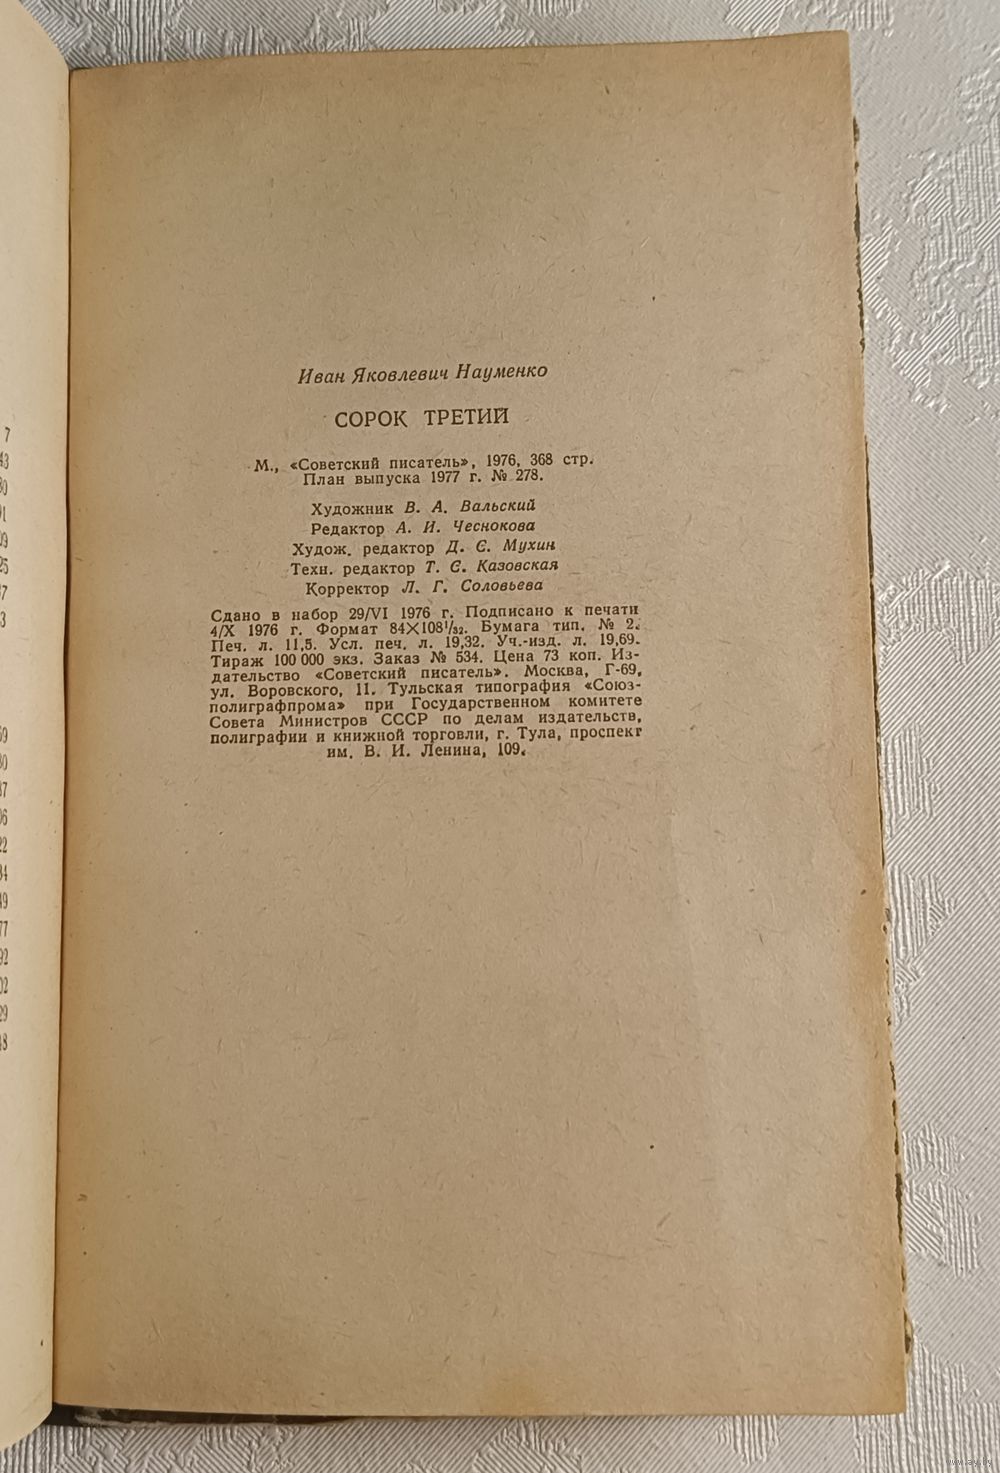 Иван Яковлевич Науменко
СОРОК ТРЕТИЙ
М., «Советский писатель», 1976, 368 стр.
План выпуска 1977 г. № 278.
Художник В. А. Вальский
Редактор А. И. Чеснокова
Худож. редактор Д. С. Мухин
Техн. редактор Т. С. Казовская
Корректор Л. Г. Соловьева
Сдано в набор 29/VI 1976 г. Подписано к печати
4/X 1976 г. Формат 84×108¹/₃₂. Бумага тип. № 2.
Печ. л. 11,5. Усл. печ. л. 19,32. Уч.-изд. л. 19,69.
Тираж 100 000 экз. Заказ № 534. Цена 73 коп. Из-
дательство «Советский писатель». Москва, Г-69,
ул. Воровского, 11. Тульская типография «Союз-
полиграфпрома» при Государственном комитете
Совета Министров СССР по делам издательств,
полиграфии и книжной торговли, г. Тула, проспект
им. В. И. Ленина, 109.
www.ay.by